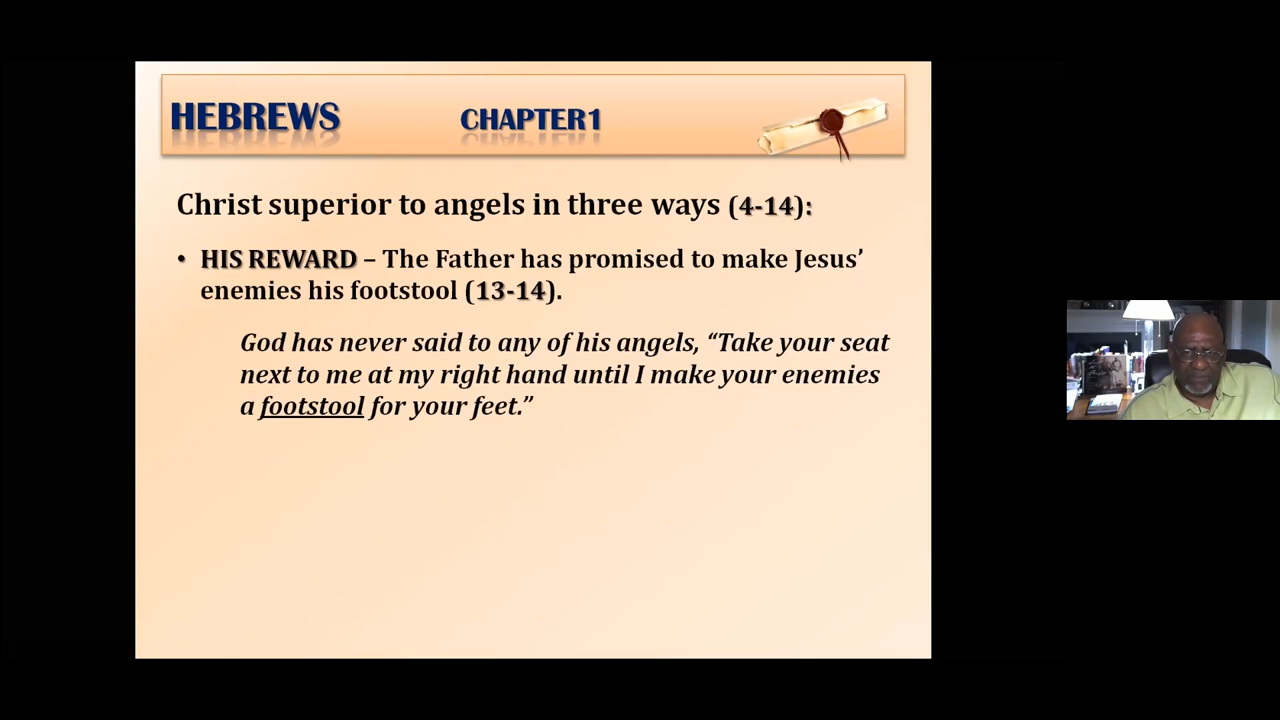 HEBREWS CHAPTER1
Christ superior to angels in three ways (4-14):
• HIS REWARD – The Father has promised to make Jesus’
enemies his footstool (13-14).
God has never said to any of his angels, “Take your seat
next to me at my right hand until I make your enemies
a footstool for your feet.”